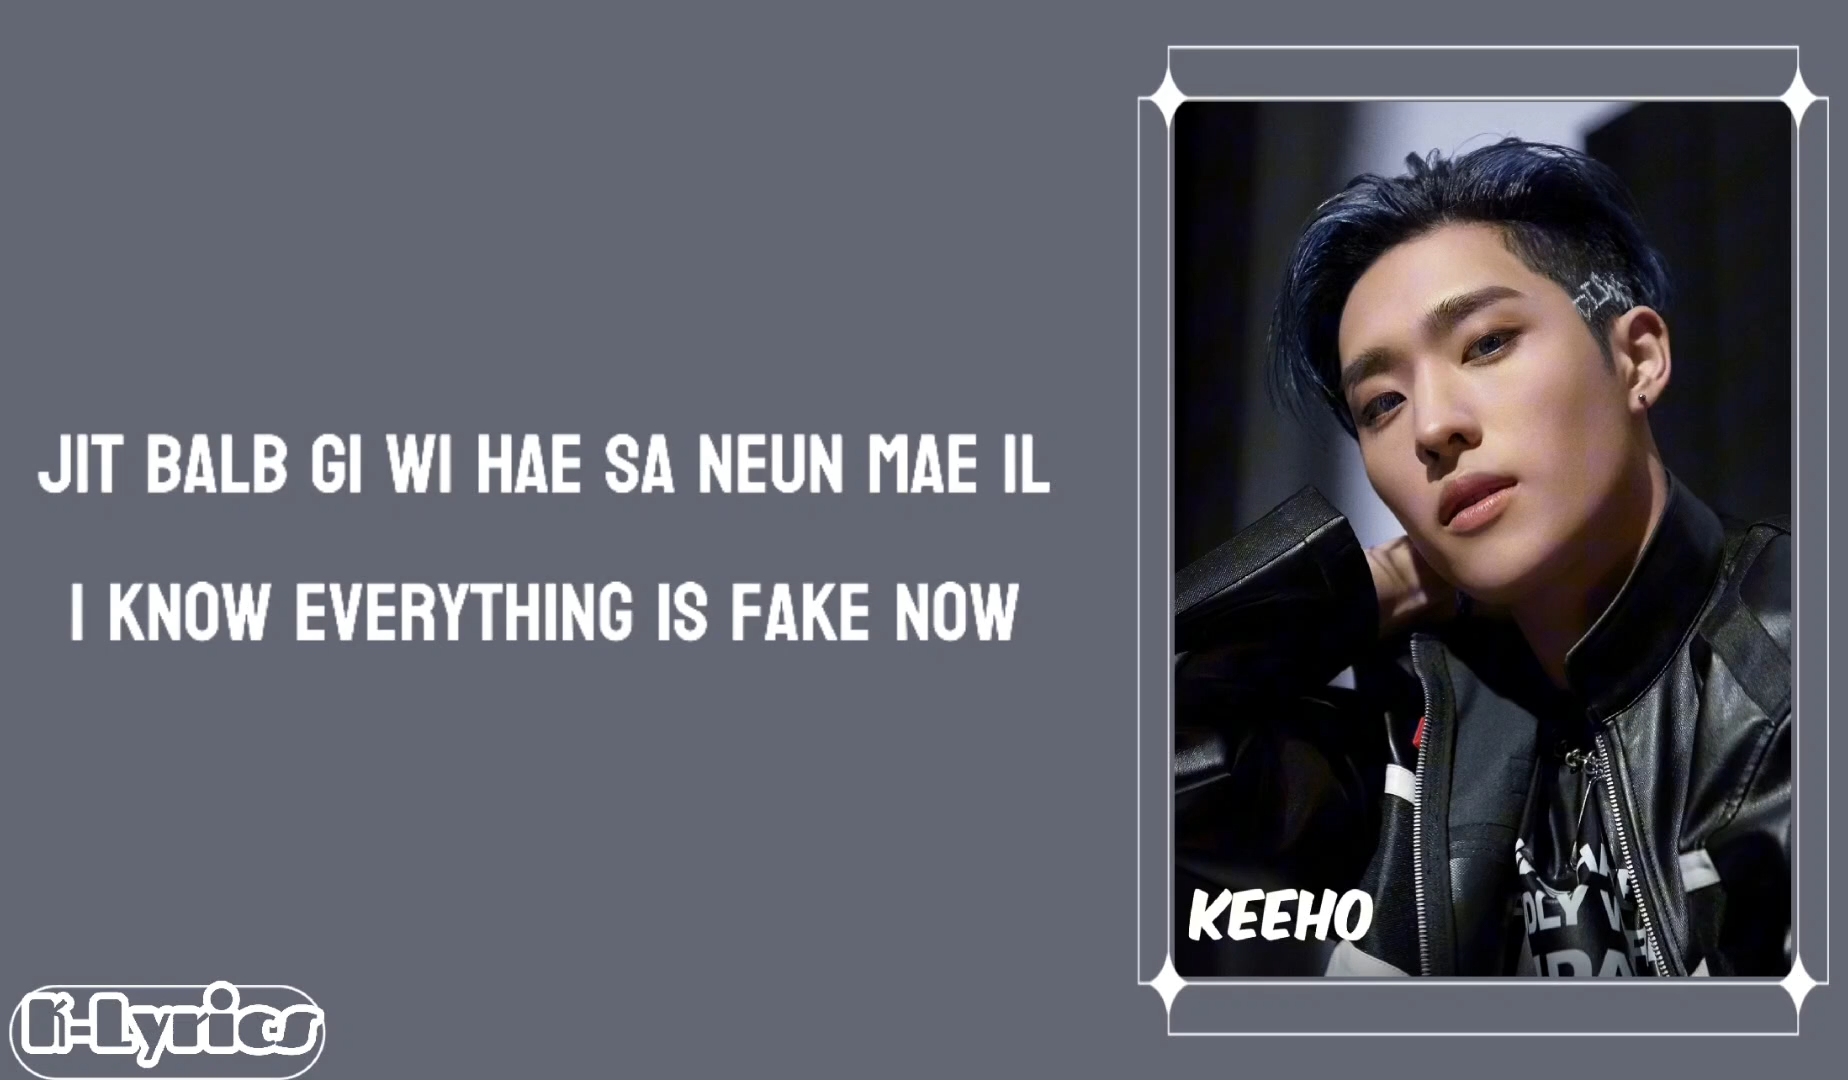 JIT BALB GI WI HAE SA NEUN MAE IL
I KNOW EVERYTHING IS FAKE NOW
KEEHO
K-Lyrics